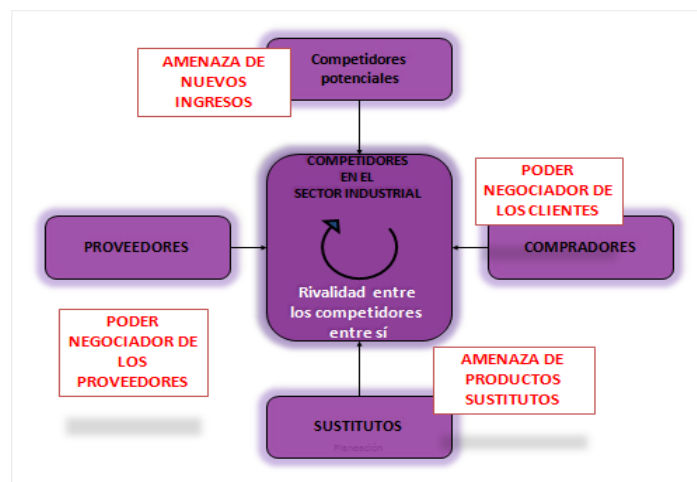 AMENAZA DE
NUEVOS
INGRESOS
Competidores
potenciales
COMPETIDORES
EN EL
SECTOR INDUSTRIAL
PODER
NEGOCIADOR DE
LOS CLIENTES
PROVEEDORES
COMPRADORES
Rivalidad entre
los competidores
entre sí
PODER
NEGOCIADOR DE
LOS
PROVEEDORES
AMENAZA DE
PRODUCTOS
SUSTITUTOS
SUSTITUTOS
Planeación